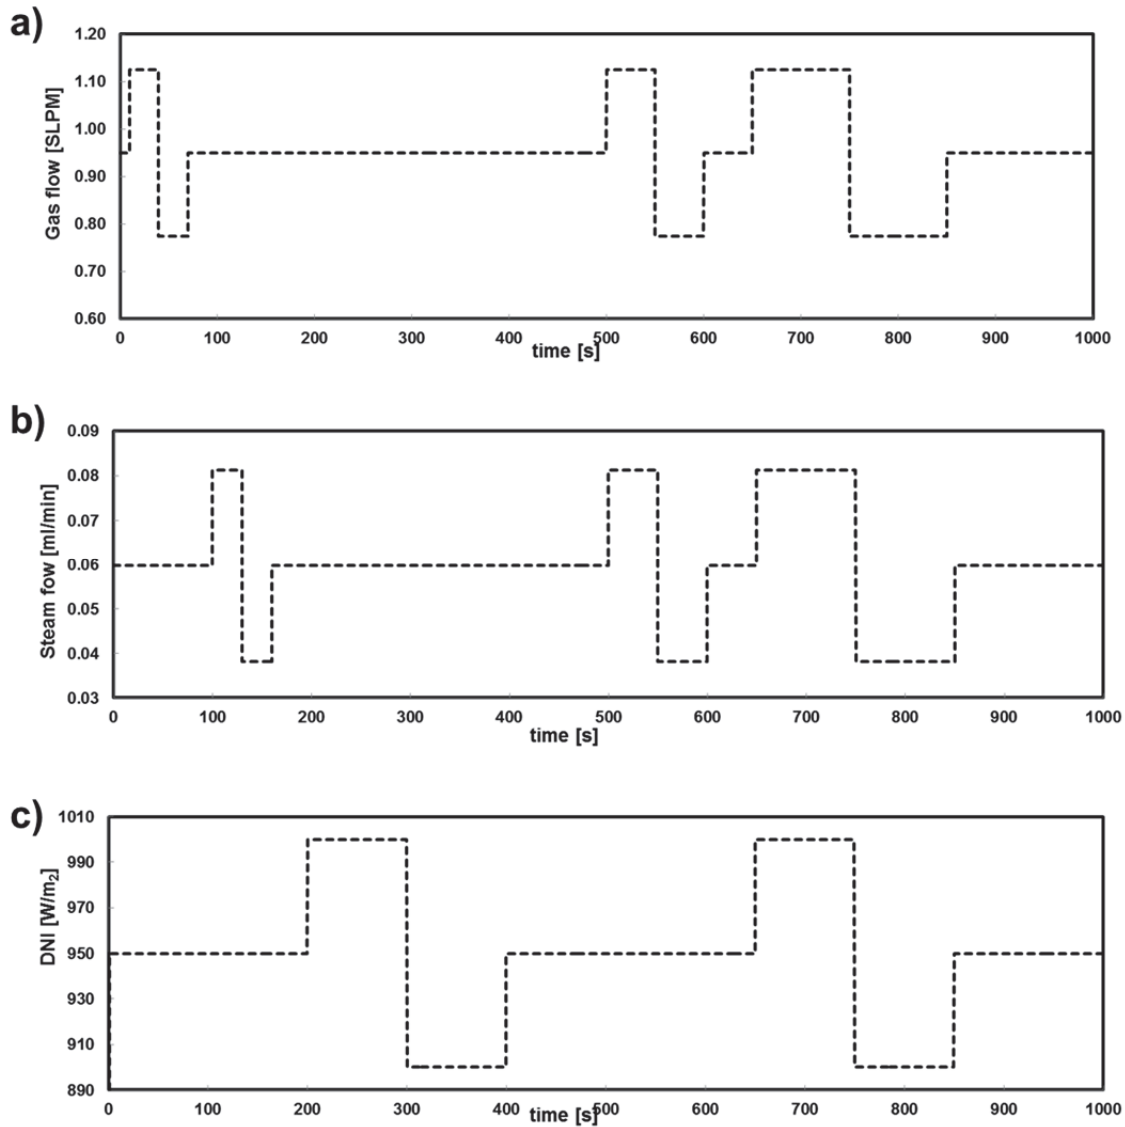 a)
Gas flow [SLPM]
1.20
1.10
1.00
0.90
0.80
0.70
0.60
0 100 200 300 400 500 600 700 800 900 1000
time [s]
b)
Steam fow [ml/min]
0.09
0.08
0.07
0.06
0.05
0.04
0.03
0 100 200 300 400 500 600 700 800 900 1000
time [s]
c)
DNI [W/m2]
1010
990
970
950
930
910
890
0 100 200 300 400 500 600 700 800 900 1000
time [s]